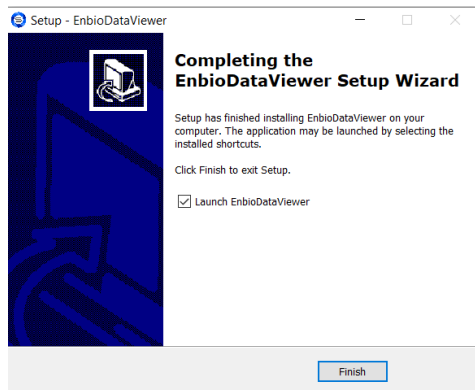 Setup - EnbioDataViewer
Completing the
EnbioDataViewer Setup Wizard
Setup has finished installing EnbioDataViewer on your
computer. The application may be launched by selecting the
installed shortcuts.
Click Finish to exit Setup.
Launch EnbioDataViewer
Finish